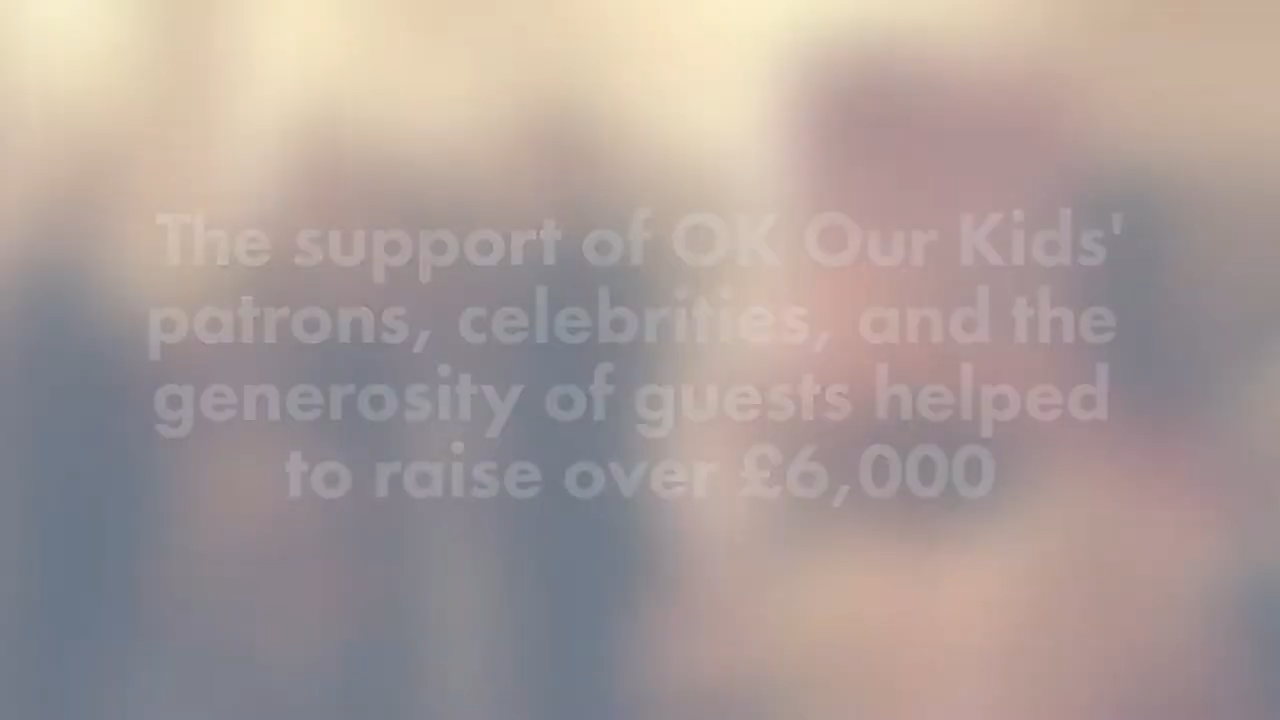 The support of OK Our Kids'
patrons, celebrities, and the
generosity of guests helped
to raise over £6,000